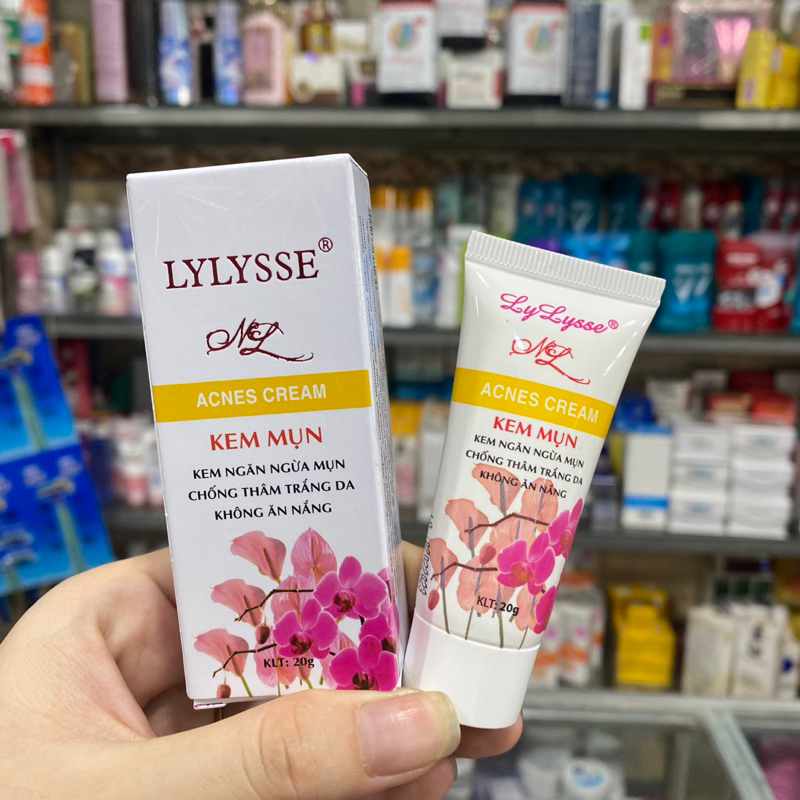 LYLYSSE®
NL
ACNES CREAM
KEM MỤN
KEM NGĂN NGỪA MỤN
CHỐNG THÂM TRẮNG DA
KHÔNG ĂN NẮNG
KLT: 20g
LyLysse®
NL
ACNES CREAM
KEM MỤN
KEM NGĂN NGỪA MỤN
CHỐNG THÂM TRẮNG DA
KHÔNG ĂN NẮNG
KLT: 20g